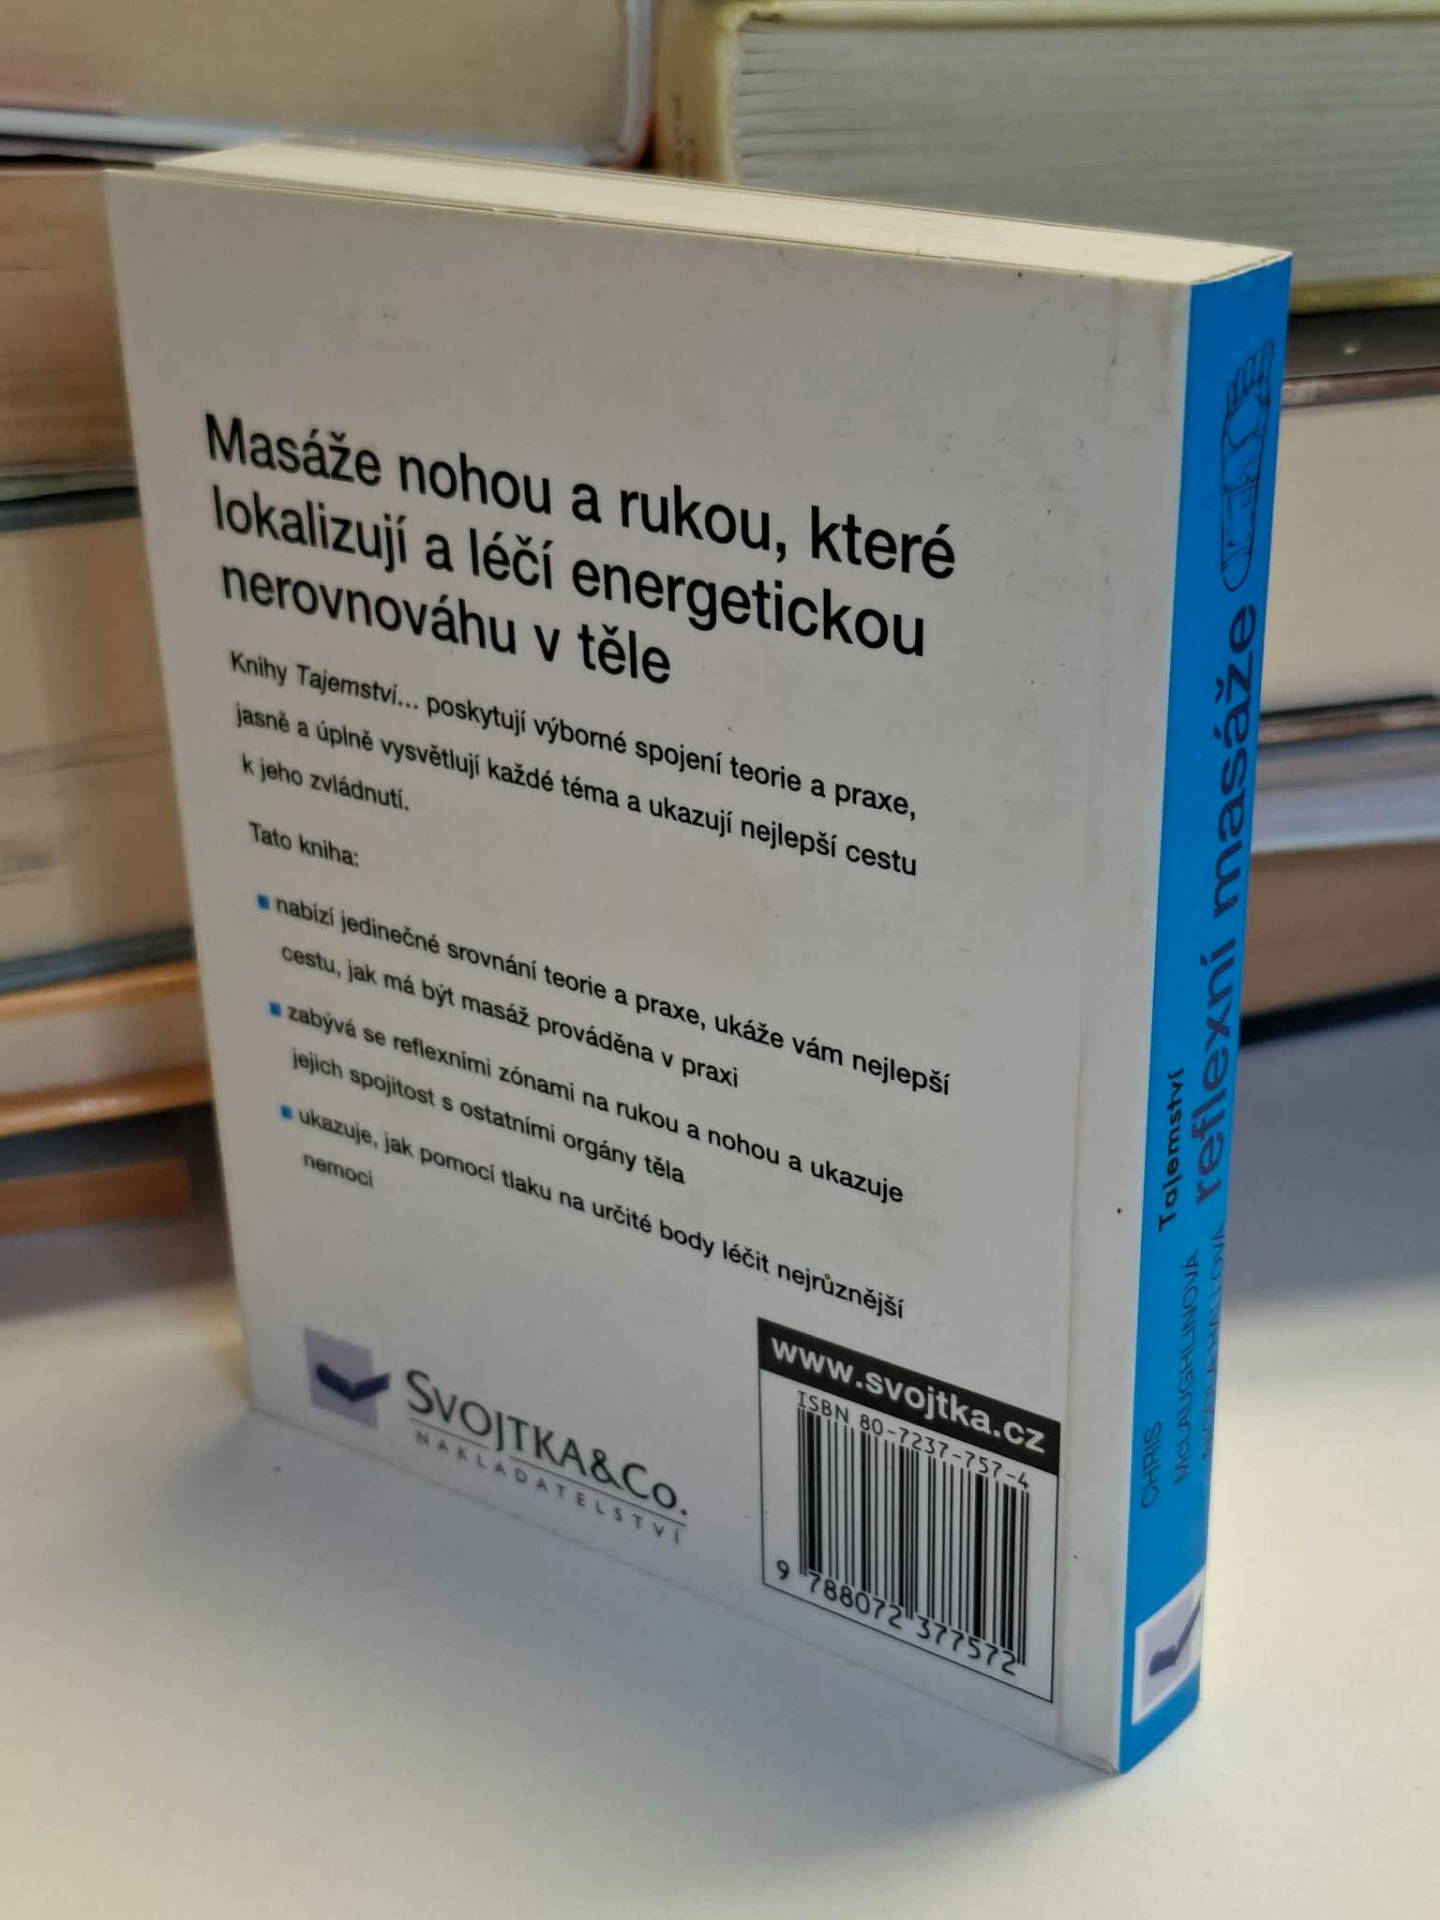 Masáže nohou a rukou, které
lokalizují a léčí energetickou
nerovnováhu v těle
Knihy Tajemství... poskytují výborné spojení teorie a praxe,
jasně a úplně vysvětlují každé téma a ukazují nejlepší cestu
k jeho zvládnutí.
Tato kniha:
nabízí jedinečné srovnání teorie a praxe, ukáže vám nejlepší
cestu, jak má být masáž prováděna v praxi
zabývá se reflexními zónami na rukou a nohou a ukazuje
jejich spojitost s ostatními orgány těla
ukazuje, jak pomocí tlaku na určité body léčit nejrůznější
nemoci
SVOJTKA&Co.
NAKLADATELSTVÍ
www.svojtka.cz
ISBN 80-7237-757-4
9 788072 377572
CHRIS
McLAUGHLINOVÁ
NICOLA HALLOVÁ
Tajemství
reflexní masáže